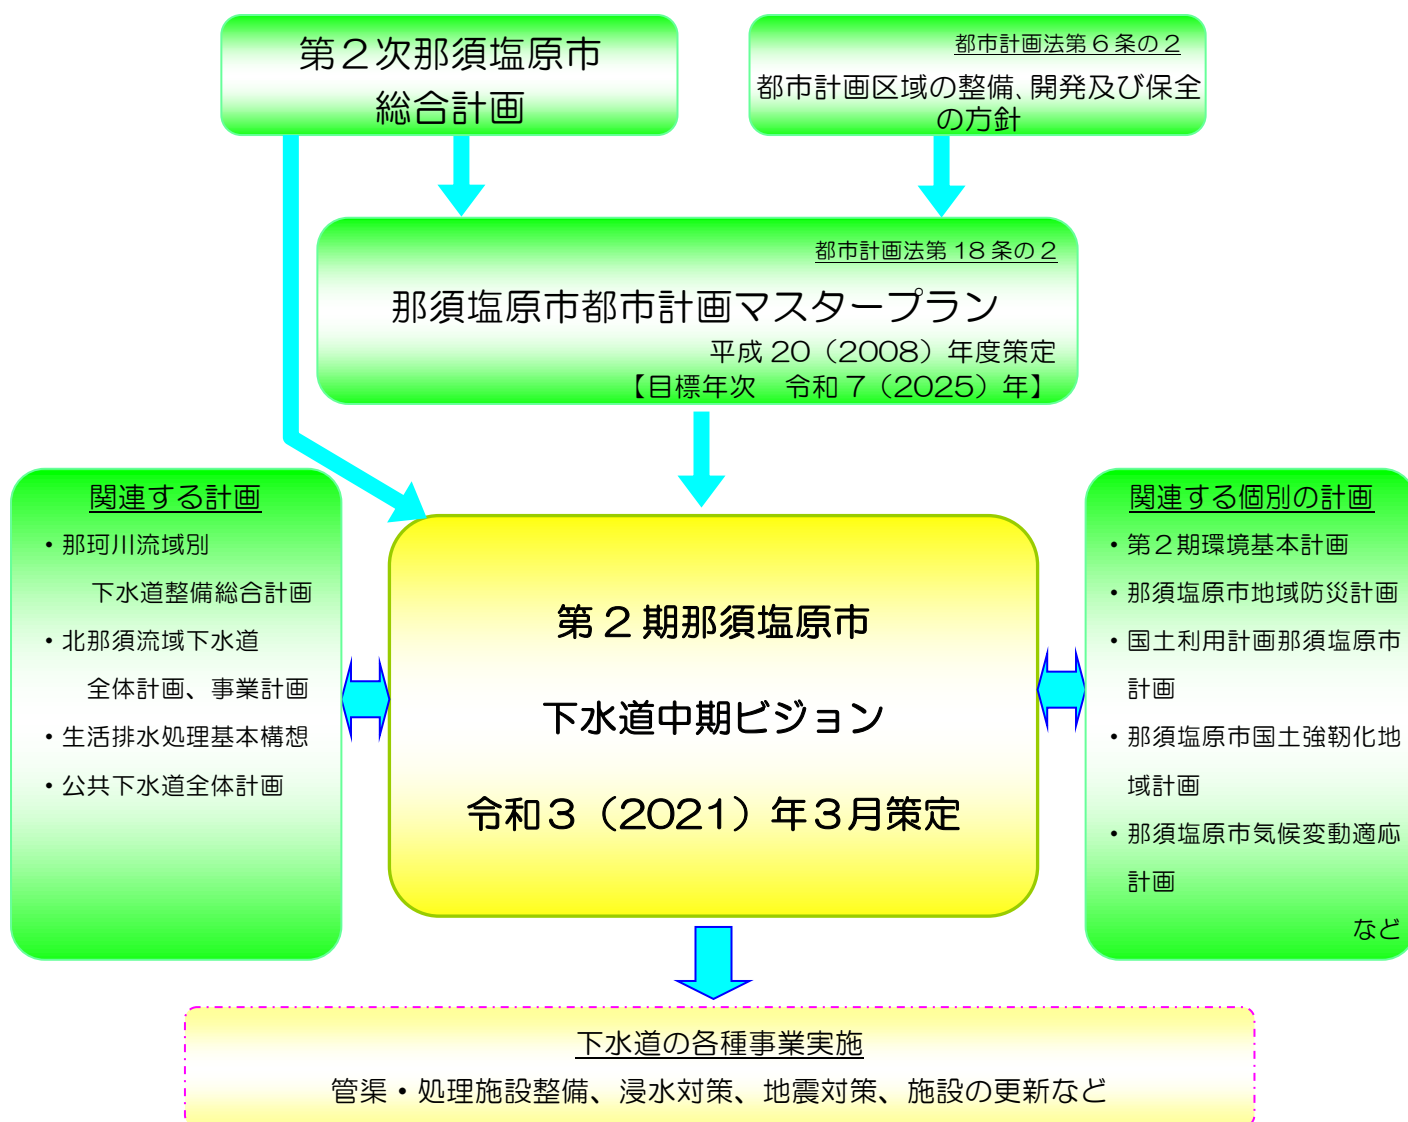 第２次那須塩原市
総合計画
都市計画法第６条の２
都市計画区域の整備、開発及び保全
の方針
都市計画法第 18 条の２
那須塩原市都市計画マスタープラン
平成 20（2008）年度策定
【目標年次　令和７（2025）年】
関連する計画
・那珂川流域別
下水道整備総合計画
・北那須流域下水道
全体計画、事業計画
・生活排水処理基本構想
・公共下水道全体計画
第２期那須塩原市
下水道中期ビジョン
令和３（2021）年３月策定
関連する個別の計画
・第２期環境基本計画
・那須塩原市地域防災計画
・国土利用計画那須塩原市
計画
・那須塩原市国土強靭化地
域計画
・那須塩原市気候変動適応
計画
など
下水道の各種事業実施
管渠・処理施設整備、浸水対策、地震対策、施設の更新など